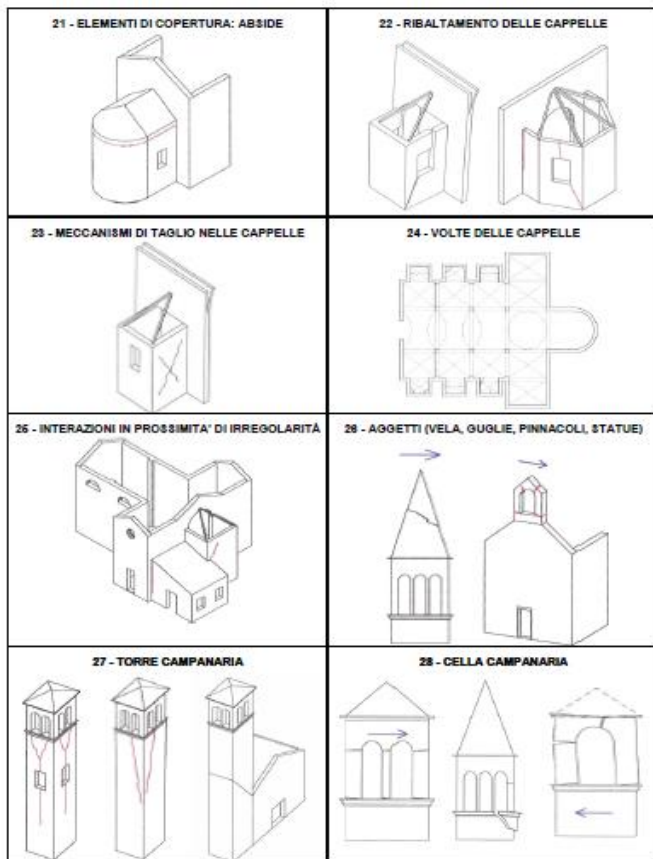 21 - ELEMENTI DI COPERTURA: ABSIDE
22 - RIBALTAMENTO DELLE CAPPELLE
23 - MECCANISMI DI TAGLIO NELLE CAPPELLE
24 - VOLTE DELLE CAPPELLE
25 - INTERAZIONI IN PROSSIMITA' DI IRREGOLARITÀ
26 - AGGETTI (VELA, GUGLIE, PINNACOLI, STATUE)
27 - TORRE CAMPANARIA
28 - CELLA CAMPANARIA